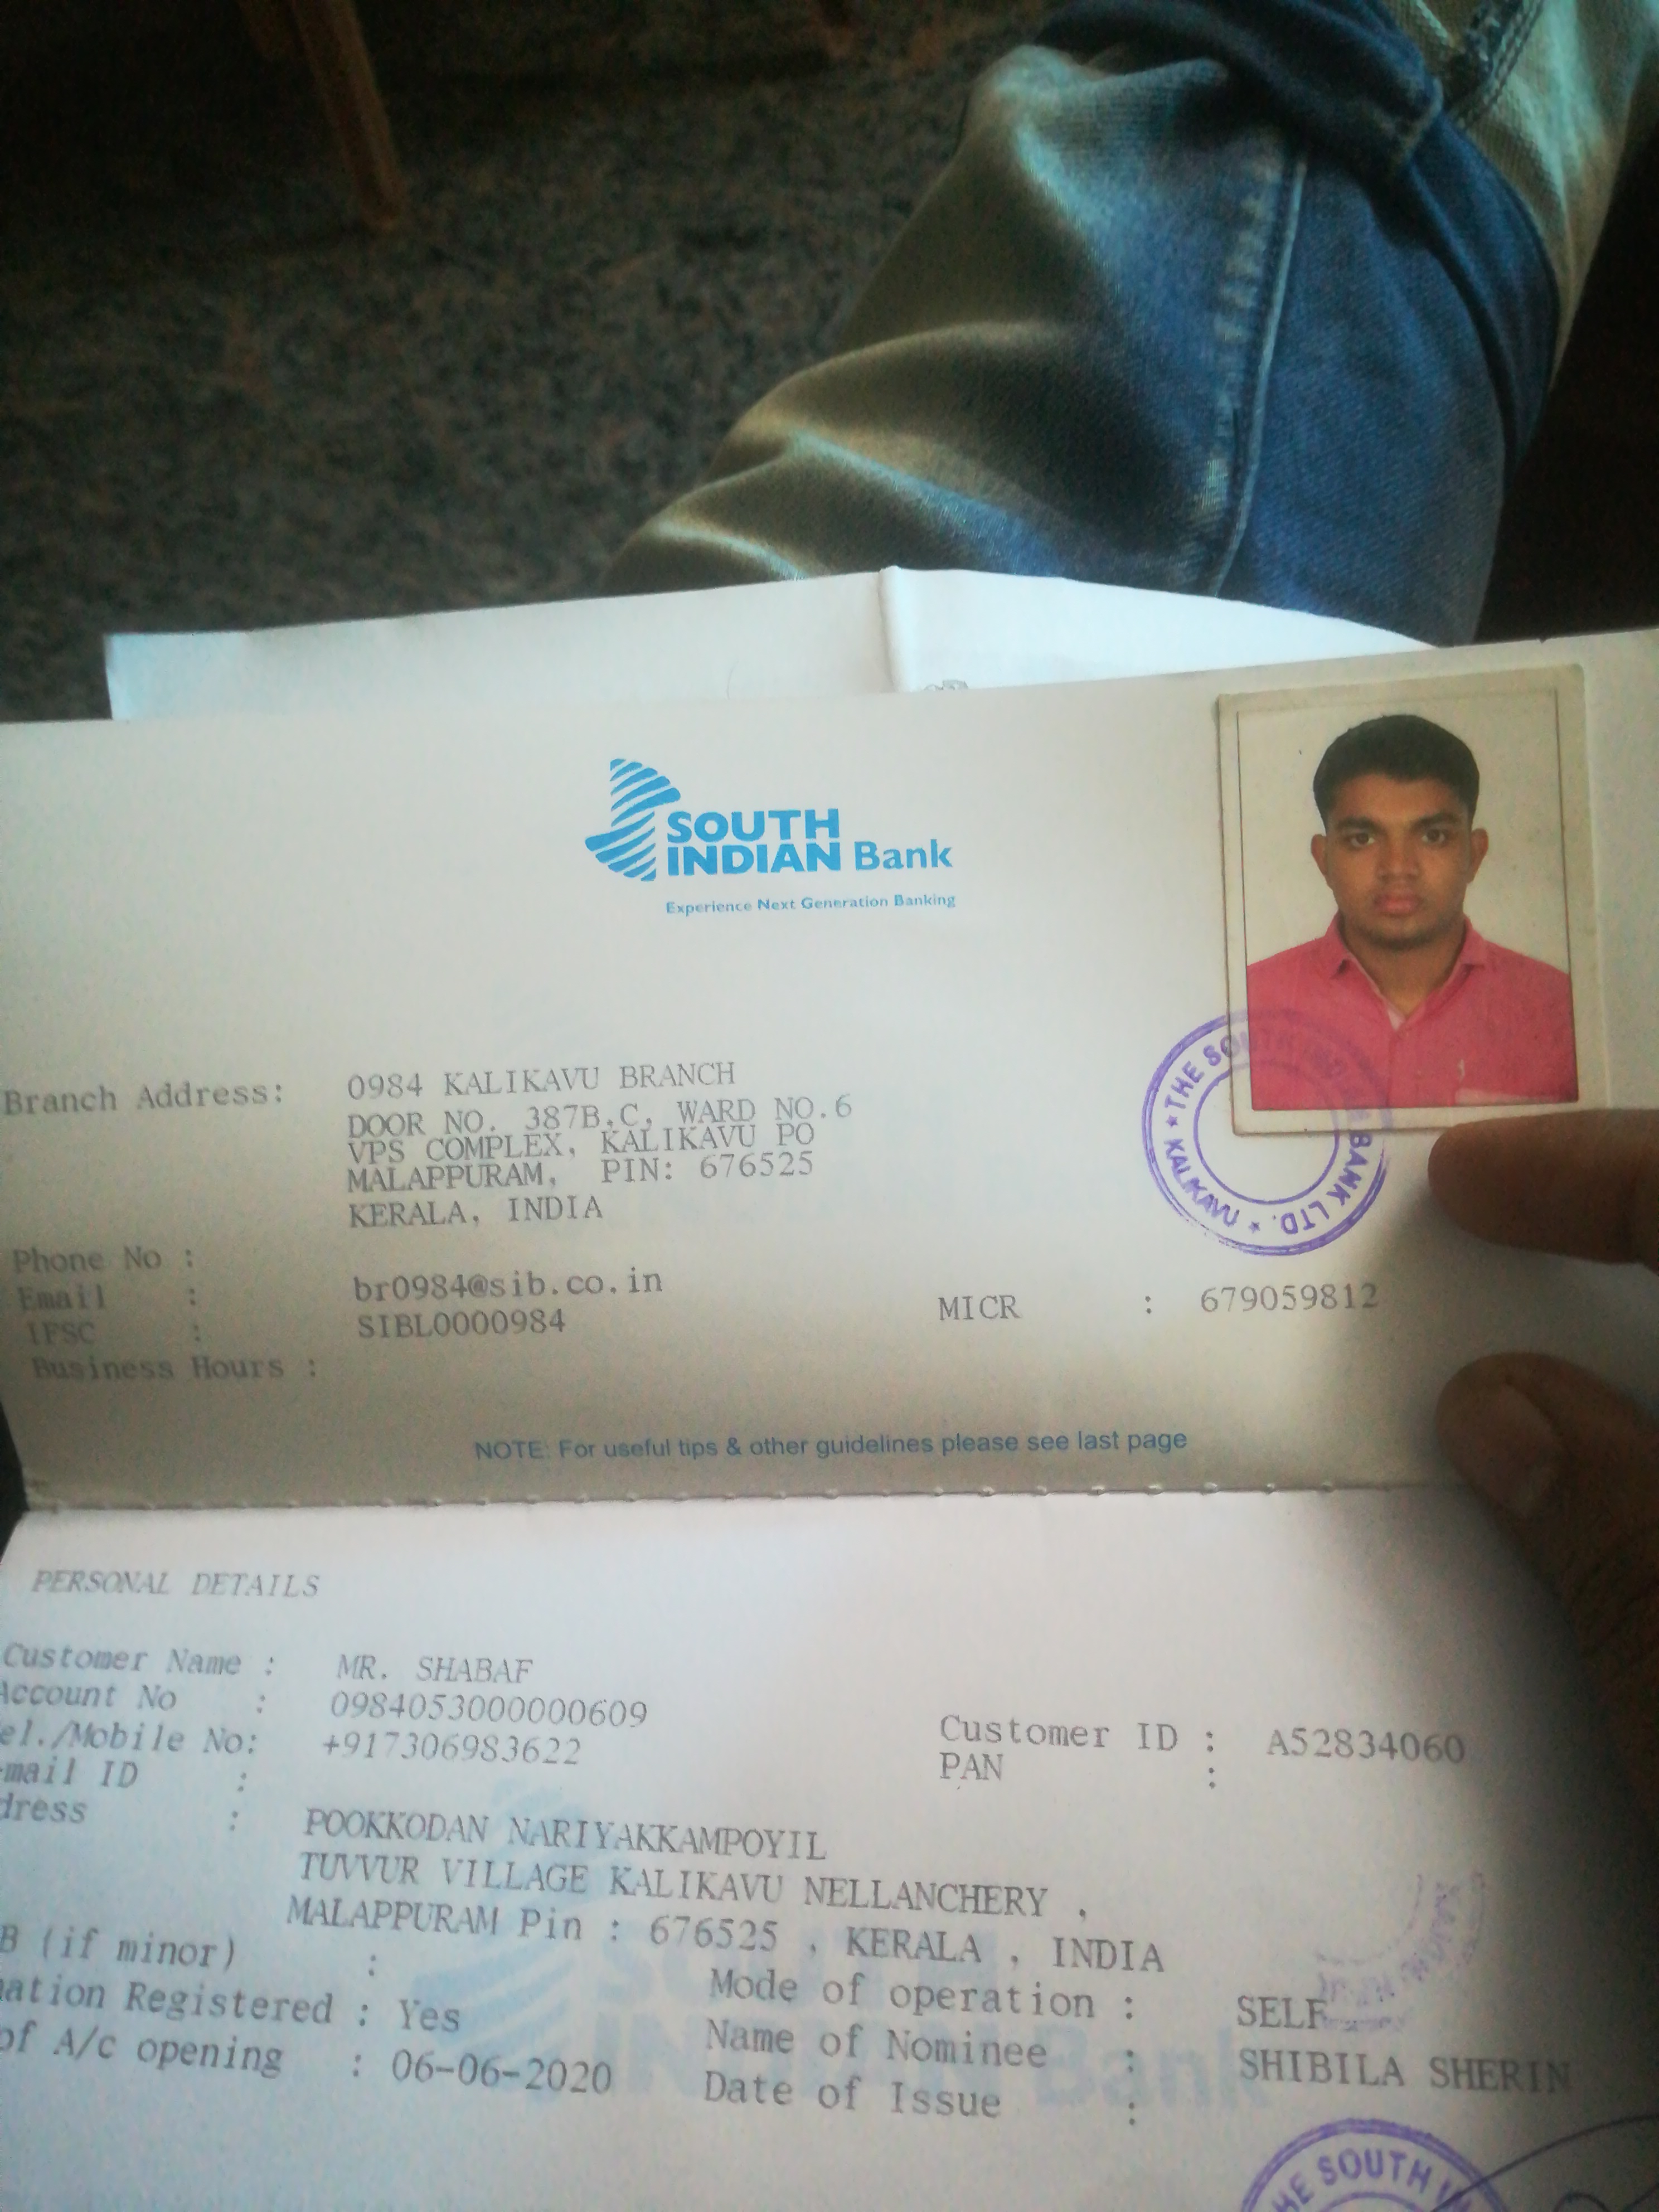 SOUTH
INDIAN Bank
Experience Next Generation Banking
Branch Address: 0984 KALIKAVU BRANCH
DOOR NO. 387B,C, WARD NO.6
VPS COMPLEX, KALIKAVU PO
MALAPPURAM, PIN: 676525
KERALA, INDIA
★ THE SOUTH BANK LTD. ★ KALIKAVU
Phone No :
Email : br0984@sib.co.in
IFSC : SIBL0000984 MICR : 679059812
Business Hours :
NOTE: For useful tips & other guidelines please see last page
PERSONAL DETAILS
Customer Name : MR. SHABAF
Account No : 0984053000000609
el./Mobile No: +917306983622 Customer ID : A52834060
mail ID : PAN :
dress : POOKKODAN NARIYAKKAMPOYIL
TUVVUR VILLAGE KALIKAVU NELLANCHERY ,
MALAPPURAM Pin : 676525 , KERALA , INDIA
B (if minor) : Mode of operation : SELF
ation Registered : Yes Name of Nominee : SHIBILA SHERIN
of A/c opening : 06-06-2020 Date of Issue :
HE SOUTH